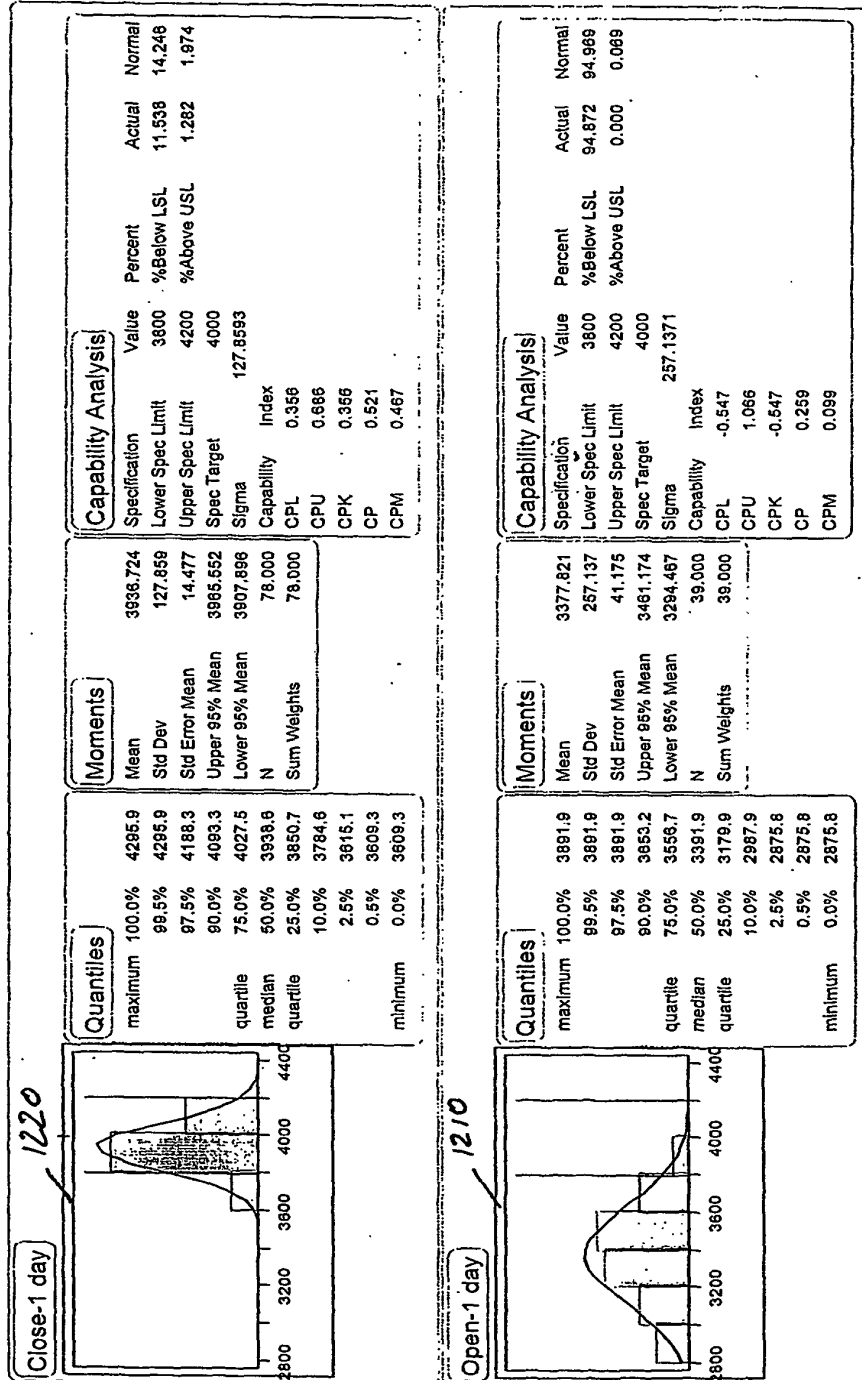 Close-1 day
1220
2800 3200 3600 4000 4400
Quantiles
maximum 100.0% 4295.9
99.5% 4295.9
97.5% 4188.3
90.0% 4093.3
quartile 75.0% 4027.5
median 50.0% 3938.6
quartile 25.0% 3850.7
10.0% 3784.6
2.5% 3615.1
0.5% 3609.3
minimum 0.0% 3609.3
Moments
Mean 3936.724
Std Dev 127.859
Std Error Mean 14.477
Upper 95% Mean 3965.552
Lower 95% Mean 3907.896
N 78.000
Sum Weights 78.000
Capability Analysis
Specification Value Percent Actual Normal
Lower Spec Limit 3800 %Below LSL 11.538 14.246
Upper Spec Limit 4200 %Above USL 1.282 1.974
Spec Target 4000
Sigma 127.8593
Capability Index
CPL 0.356
CPU 0.686
CPK 0.356
CP 0.521
CPM 0.467
Open-1 day
1210
2800 3200 3600 4000 4400
Quantiles
maximum 100.0% 3891.9
99.5% 3891.9
97.5% 3891.9
90.0% 3653.2
quartile 75.0% 3556.7
median 50.0% 3391.9
quartile 25.0% 3179.9
10.0% 2987.9
2.5% 2875.8
0.5% 2875.8
minimum 0.0% 2875.8
Moments
Mean 3377.821
Std Dev 257.137
Std Error Mean 41.175
Upper 95% Mean 3461.174
Lower 95% Mean 3294.467
N 39.000
Sum Weights 39.000
Capability Analysis
Specification Value Percent Actual Normal
Lower Spec Limit 3800 %Below LSL 94.872 94.969
Upper Spec Limit 4200 %Above USL 0.000 0.069
Spec Target 4000
Sigma 257.1371
Capability Index
CPL -0.547
CPU 1.066
CPK -0.547
CP 0.259
CPM 0.099